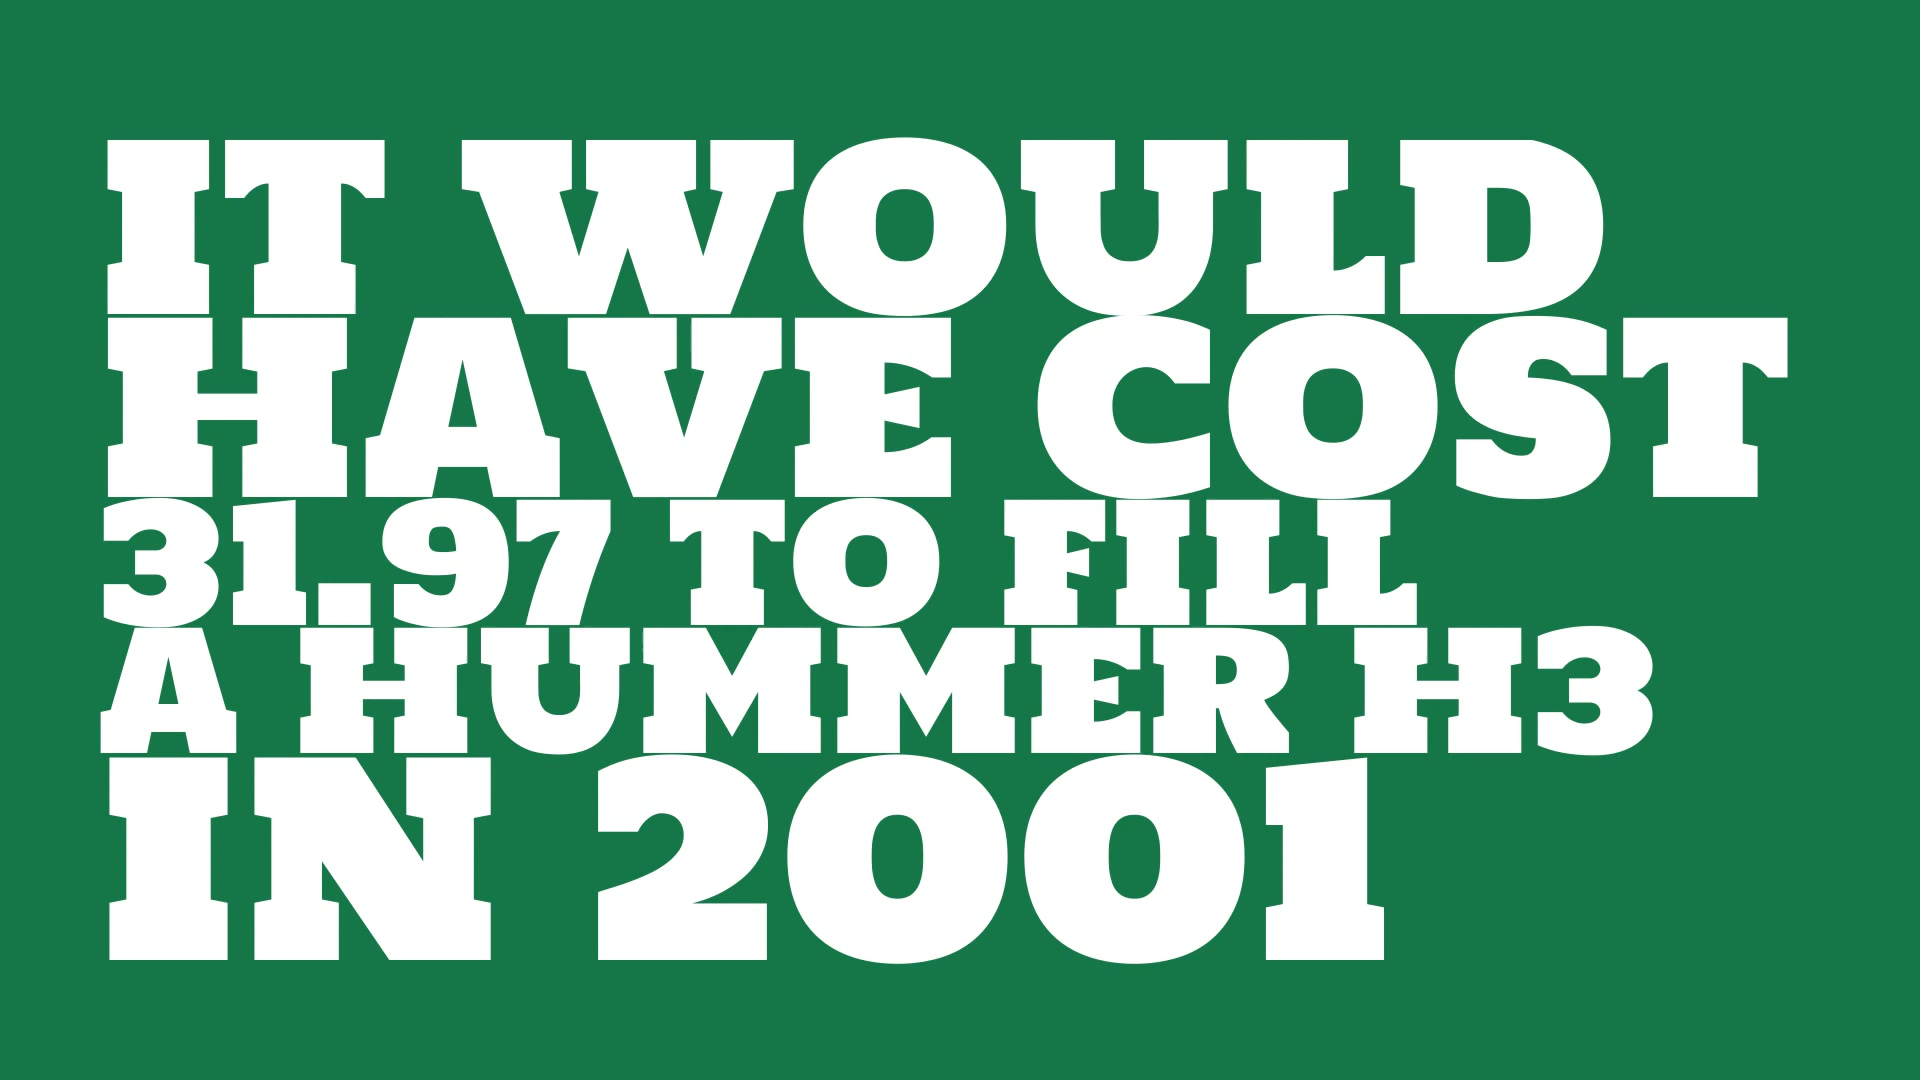 IT WOULD
HAVE COST
31.97 TO FILL
A HUMMER H3
IN 2001